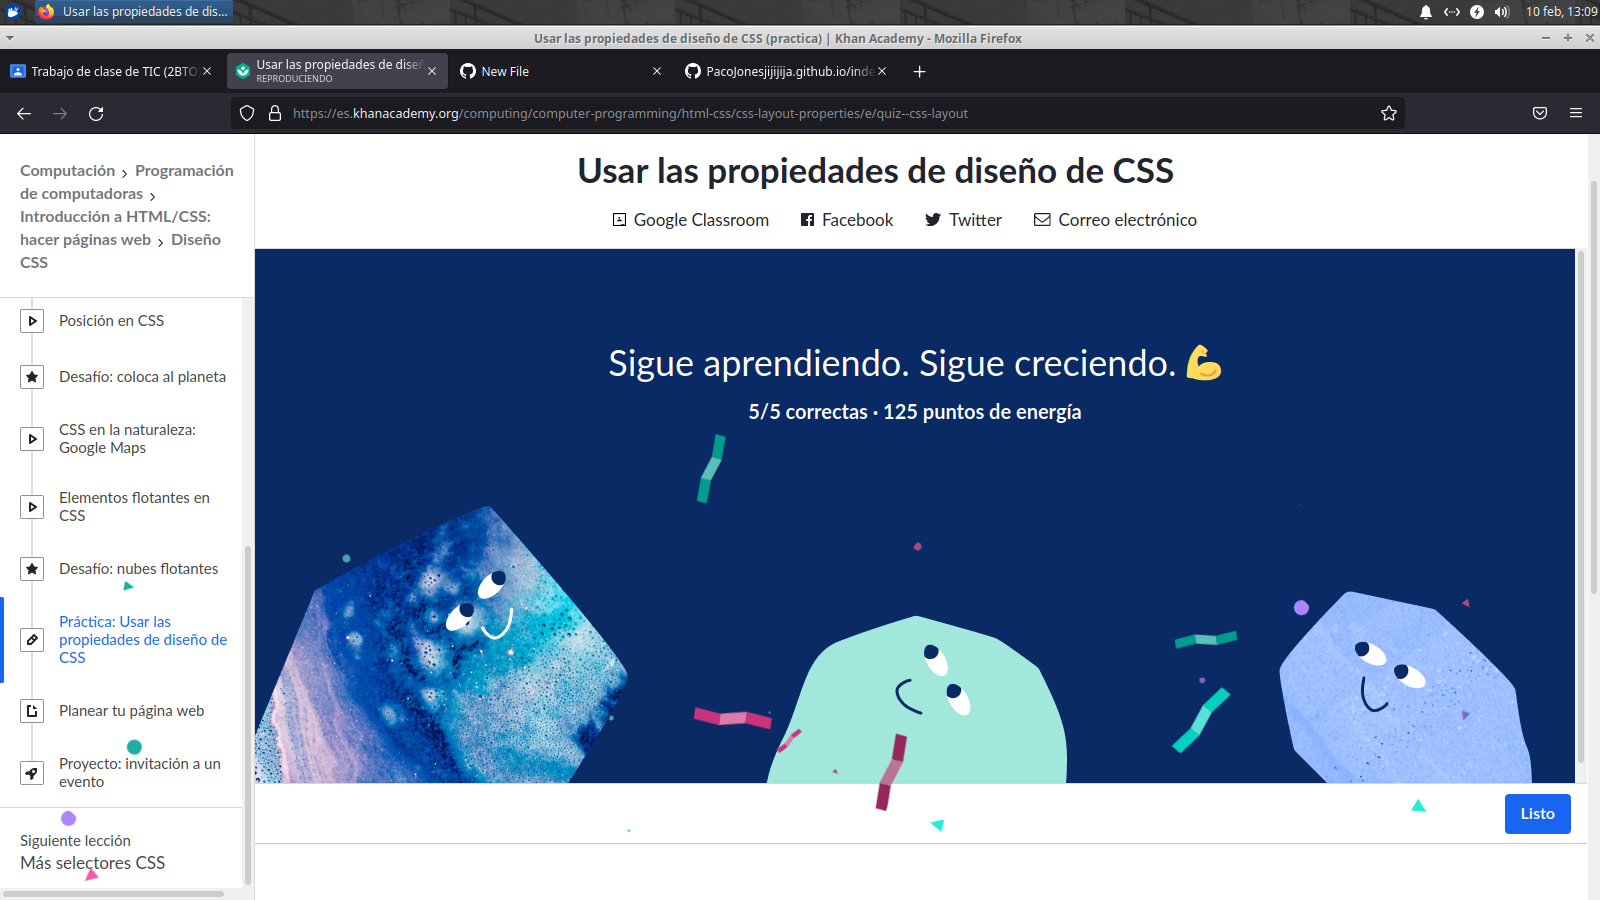 Usar las propiedades de dis...
10 feb, 13:09
Usar las propiedades de diseño de CSS (practica) | Khan Academy - Mozilla Firefox
Trabajo de clase de TIC (2BTO
Usar las propiedades de diseñ
REPRODUCIENDO
New File
PacoJonesjijijija.github.io/inde
https://es.khanacademy.org/computing/computer-programming/html-css/css-layout-properties/e/quiz--css-layout
Computación > Programación
de computadoras >
Introducción a HTML/CSS:
hacer páginas web > Diseño
CSS
Posición en CSS
Desafío: coloca al planeta
CSS en la naturaleza:
Google Maps
Elementos flotantes en
CSS
Desafío: nubes flotantes
Práctica: Usar las
propiedades de diseño de
CSS
Planear tu página web
Proyecto: invitación a un
evento
Siguiente lección
Más selectores CSS
Usar las propiedades de diseño de CSS
Google Classroom
Facebook
Twitter
Correo electrónico
Sigue aprendiendo. Sigue creciendo. 💪
5/5 correctas · 125 puntos de energía
Listo